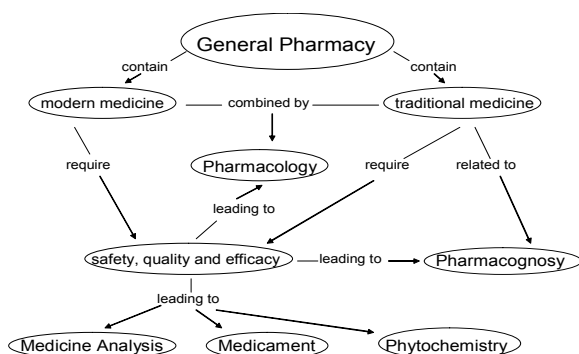 General Pharmacy
contain
contain
modern medicine
combined by
traditional medicine
require
Pharmacology
require
related to
leading to
safety, quality and efficacy
leading to
Pharmacognosy
leading to
Medicine Analysis
Medicament
Phytochemistry